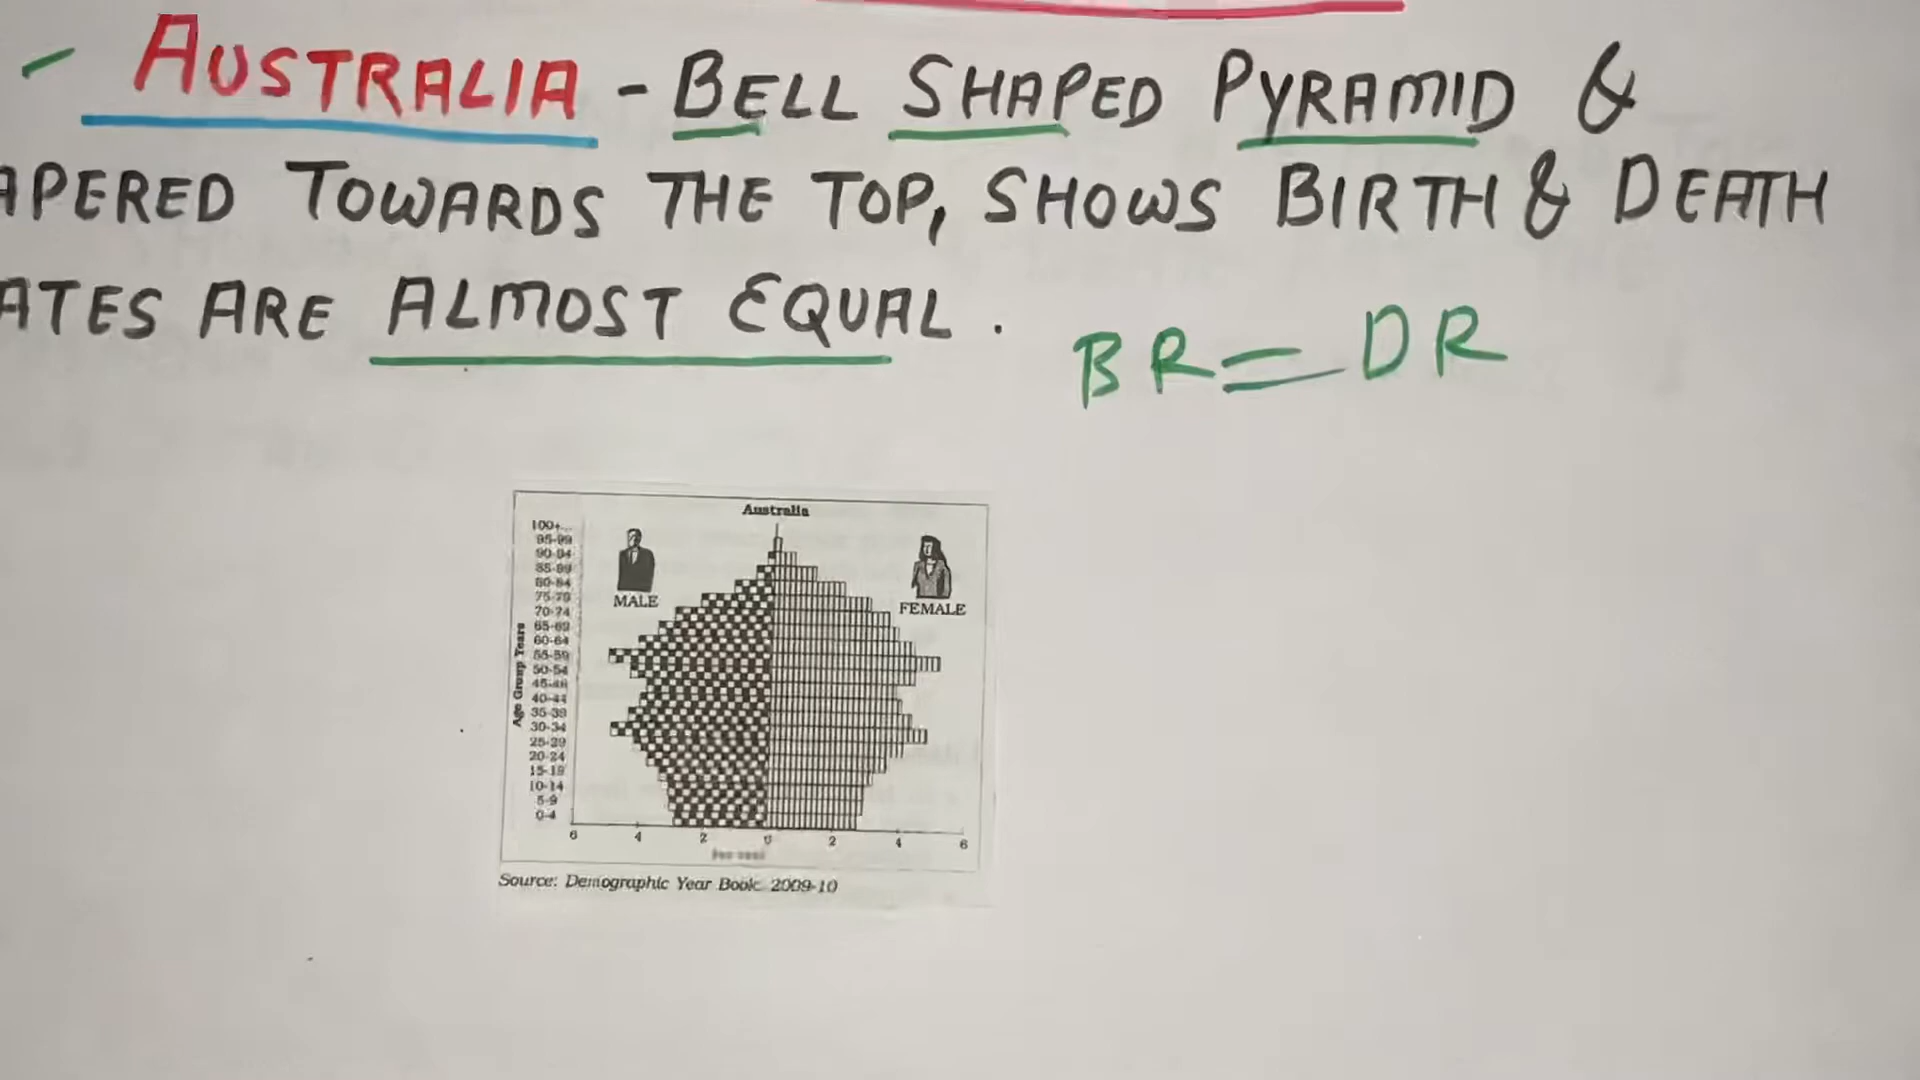 AUSTRALIA - BELL SHAPED PYRAMID &
APERED TOWARDS THE TOP, SHOWS BIRTH & DEATH
ATES ARE ALMOST EQUAL.
BR = DR
Australia
100+
95-99
90-94
85-89
80-84
75-79
70-74
65-69
60-64
55-59
50-54
45-49
40-44
35-39
30-34
25-29
20-24
15-19
10-14
5-9
0-4
MALE
FEMALE
Age Group Years
6 4 2 0 2 4 6
Source: Demographic Year Book 2009-10